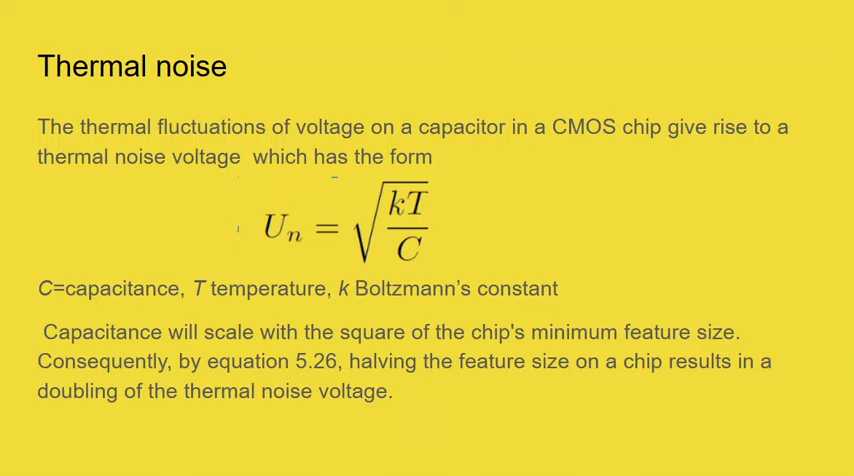 Thermal noise
The thermal fluctuations of voltage on a capacitor in a CMOS chip give rise to a
thermal noise voltage  which has the form
Uₙ = √(kT/C)
C=capacitance, T temperature, k Boltzmann's constant
Capacitance will scale with the square of the chip's minimum feature size.
Consequently, by equation 5.26, halving the feature size on a chip results in a
doubling of the thermal noise voltage.